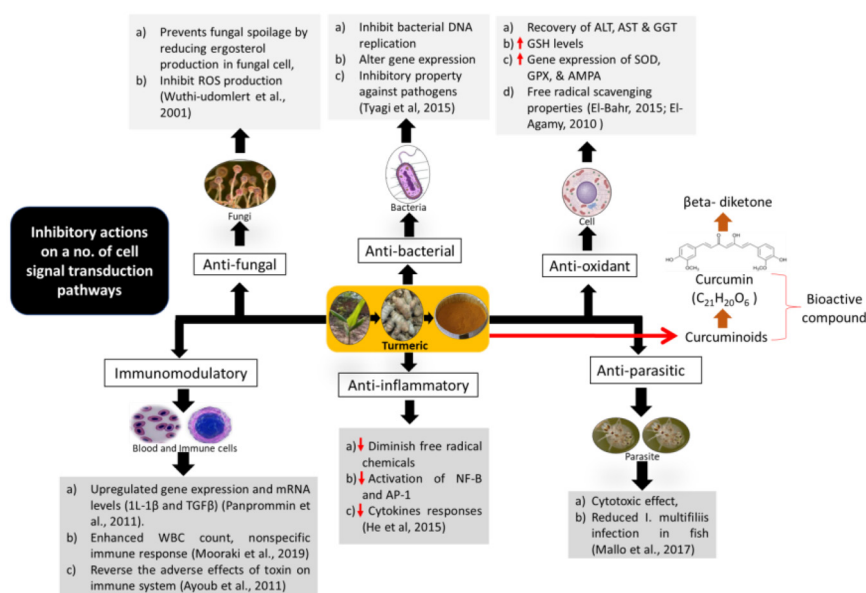 a) Prevents fungal spoilage by
reducing ergosterol
production in fungal cell,
b) Inhibit ROS production
(Wuthi-udomlert et al.,
2001)
a) Inhibit bacterial DNA
replication
b) Alter gene expression
c) Inhibitory property
against pathogens
(Tyagi et al, 2015)
a) Recovery of ALT, AST & GGT
b) GSH levels
c) Gene expression of SOD,
GPX, & AMPA
d) Free radical scavenging
properties (El-Bahr, 2015; El-
Agamy, 2010 )
Fungi
Bacteria
Cell
βeta- diketone
Inhibitory actions
on a no. of cell
signal transduction
pathways
Anti-fungal
Anti-bacterial
Anti-oxidant
O
OH
HO
OCH₃
H₃CO
OH
Curcumin
(C₂₁H₂₀O₆ )
Bioactive
compound
Curcuminoids
Turmeric
Immunomodulatory
Anti-inflammatory
Anti-parasitic
Blood and Immune cells
Parasite
a) Upregulated gene expression and mRNA
levels (1L-1β and TGFβ) (Panprommin et
al., 2011).
b) Enhanced WBC count, nonspecific
immune response (Mooraki et al., 2019)
c) Reverse the adverse effects of toxin on
immune system (Ayoub et al., 2011)
a) Diminish free radical
chemicals
b) Activation of NF-B
and AP-1
c) Cytokines responses
(He et al, 2015)
a) Cytotoxic effect,
b) Reduced I. multifiliis
infection in fish
(Mallo et al., 2017)